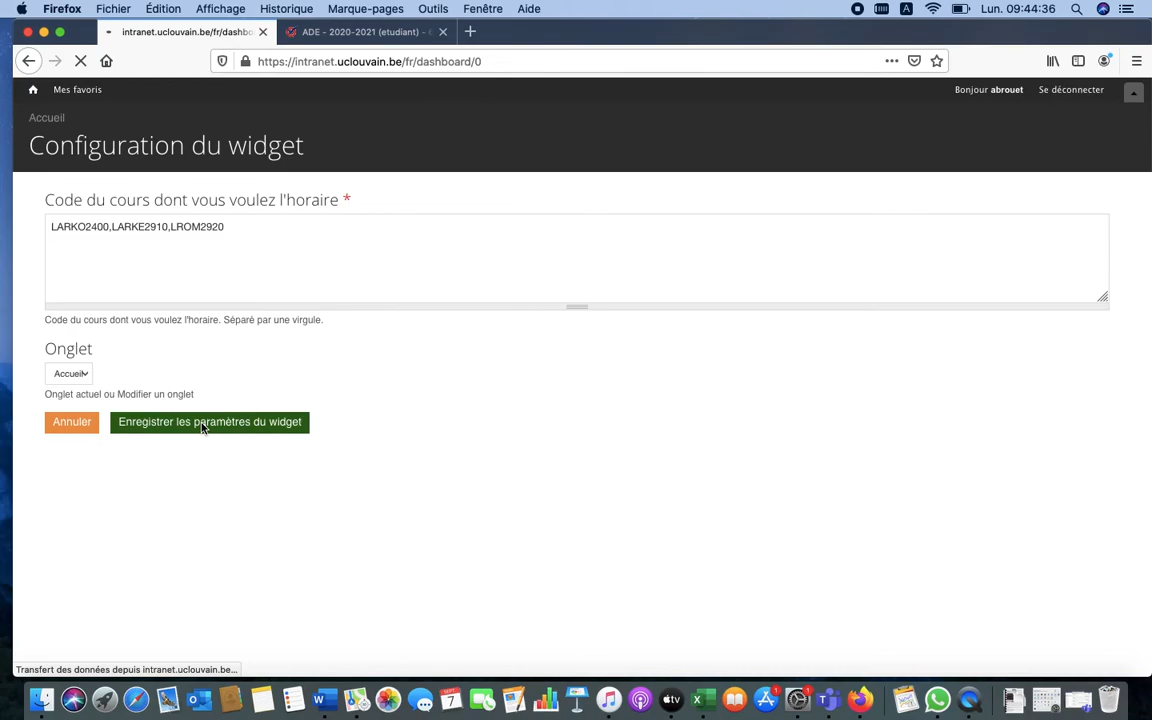 Firefox Fichier Édition Affichage Historique Marque-pages Outils Fenêtre Aide Lun. 09:44:36
intranet.uclouvain.be/fr/dashbo ADE - 2020-2021 (etudiant) -
https://intranet.uclouvain.be/fr/dashboard/0
Mes favoris Bonjour abrouet Se déconnecter
Accueil
Configuration du widget
Code du cours dont vous voulez l'horaire *
LARKO2400,LARKE2910,LROM2920
Code du cours dont vous voulez l'horaire. Séparé par une virgule.
Onglet
Accueil
Onglet actuel ou Modifier un onglet
Annuler Enregistrer les paramètres du widget
Transfert des données depuis intranet.uclouvain.be...